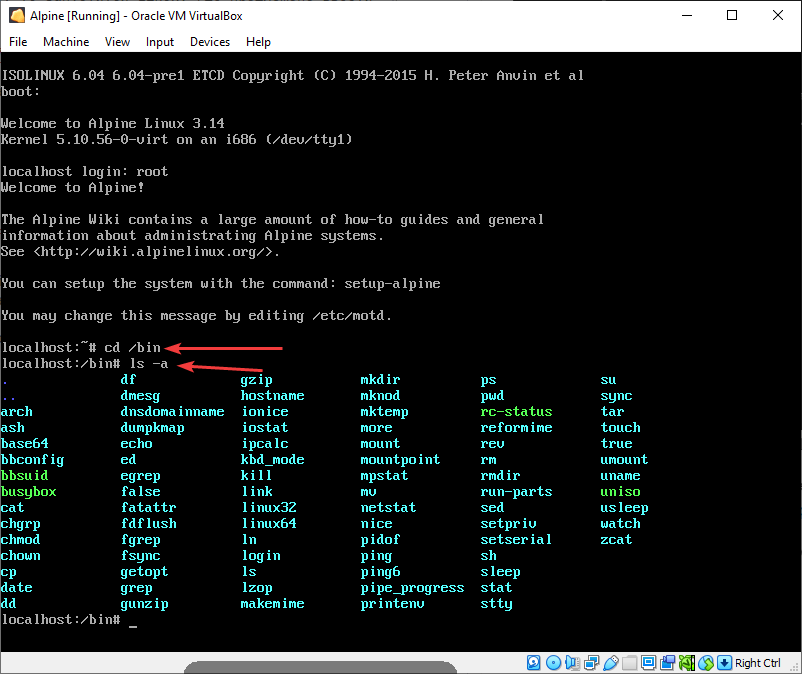 Alpine [Running] - Oracle VM VirtualBox
File Machine View Input Devices Help
ISOLINUX 6.04 6.04-pre1 ETCD Copyright (C) 1994-2015 H. Peter Anvin et al
boot:
Welcome to Alpine Linux 3.14
Kernel 5.10.56-0-virt on an i686 (/dev/tty1)
localhost login: root
Welcome to Alpine!
The Alpine Wiki contains a large amount of how-to guides and general
information about administrating Alpine systems.
See <http://wiki.alpinelinux.org/>.
You can setup the system with the command: setup-alpine
You may change this message by editing /etc/motd.
localhost:~# cd /bin
localhost:/bin# ls -a
. df gzip mkdir ps su
.. dmesg hostname mknod pwd sync
arch dnsdomainname ionice mktemp rc-status tar
ash dumpkmap iostat more reformime touch
base64 echo ipcalc mount rev true
bbconfig ed kbd_mode mountpoint rm umount
bbsuid egrep kill mpstat rmdir uname
busybox false link mv run-parts uniso
cat fatattr linux32 netstat sed usleep
chgrp fdflush linux64 nice setpriv watch
chmod fgrep ln pidof setserial zcat
chown fsync login ping sh
cp getopt ls ping6 sleep
date grep lzop pipe_progress stat
dd gunzip makemime printenv stty
localhost:/bin# _
Right Ctrl